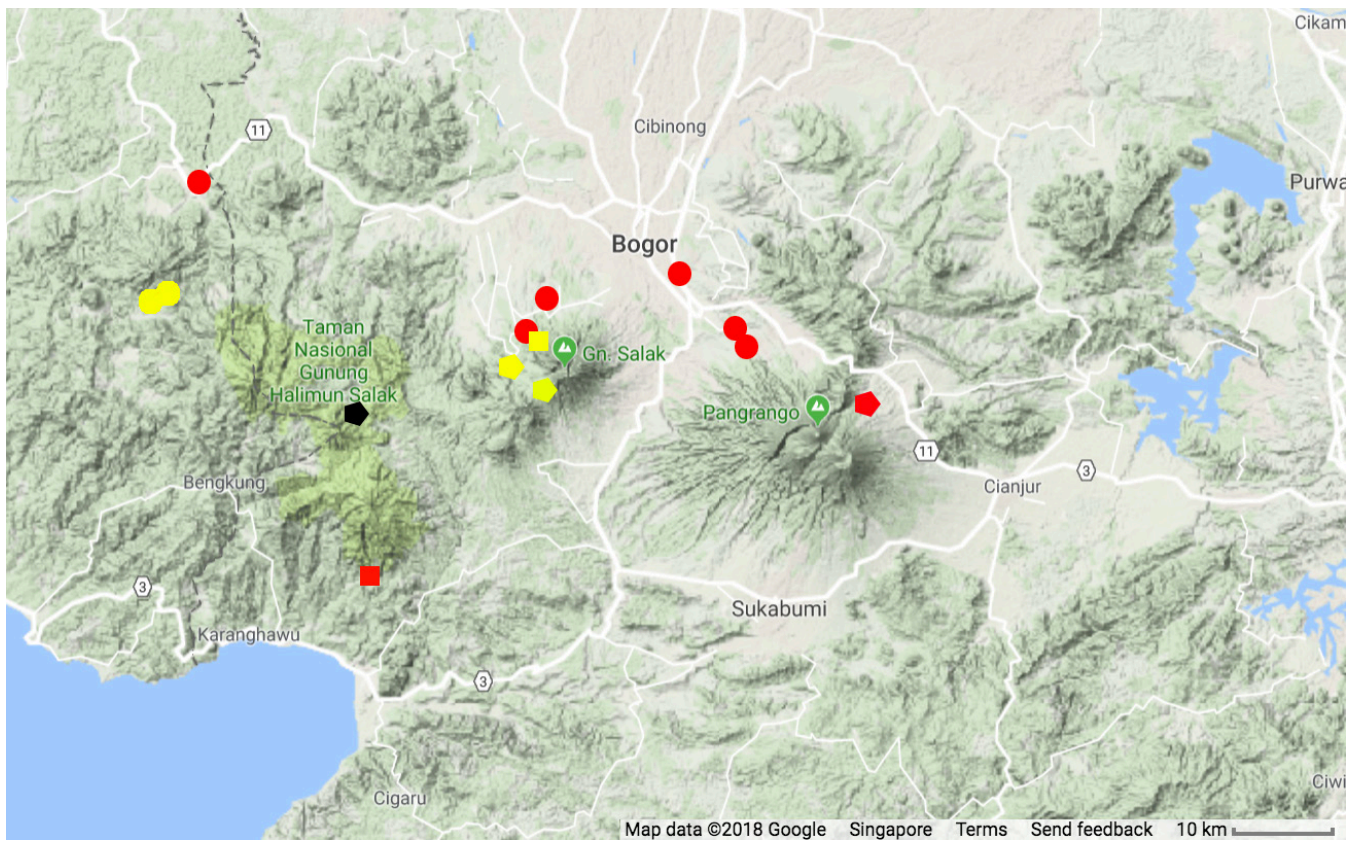 Cikam
11
Cibinong
Purwa
Bogor
Taman
Nasional
Gunung
Halimun Salak
Gn. Salak
Pangrango
11
3
Bengkung
Cianjur
3
Sukabumi
Karanghawu
3
Cigaru
Ciwi
Map data ©2018 Google Singapore Terms Send feedback 10 km